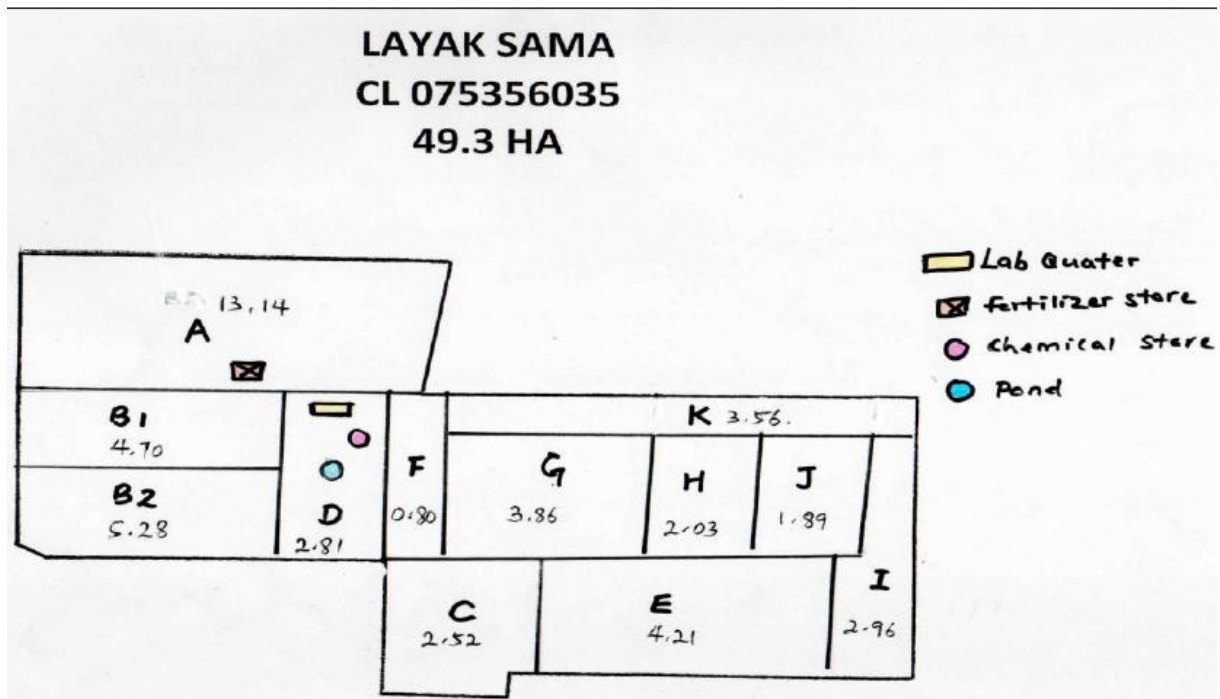 LAYAK SAMA
CL 075356035
49.3 HA
13.14
A
B1
4.70
B2
5.28
D
2.81
F
0.80
K 3.56.
G
3.86
H
2.03
J
1.89
C
2.52
E
4.21
I
2.96
Lab Quater
fertilizer store
chemical store
Pond